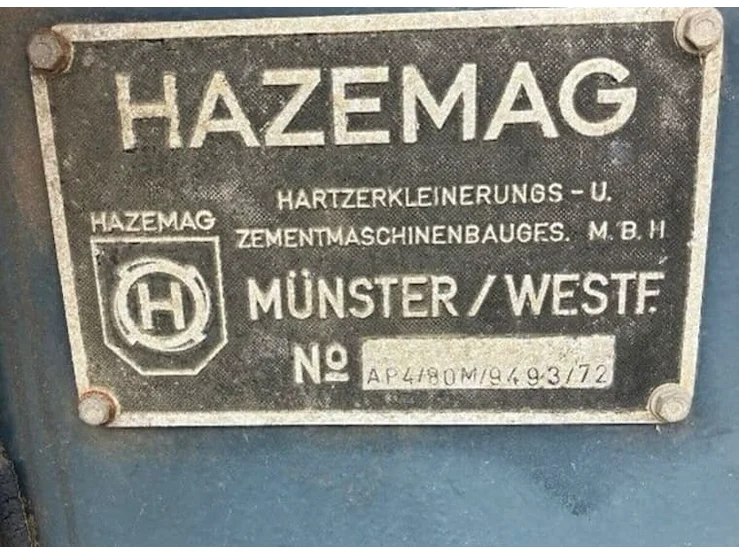 HAZEMAG
HARTZERKLEINERUNGS - U.
ZEMENTMASCHINENBAUGES. M. B. H
HAZEMAG
H
MÜNSTER / WESTF.
Nº AP4/80M/9493/72